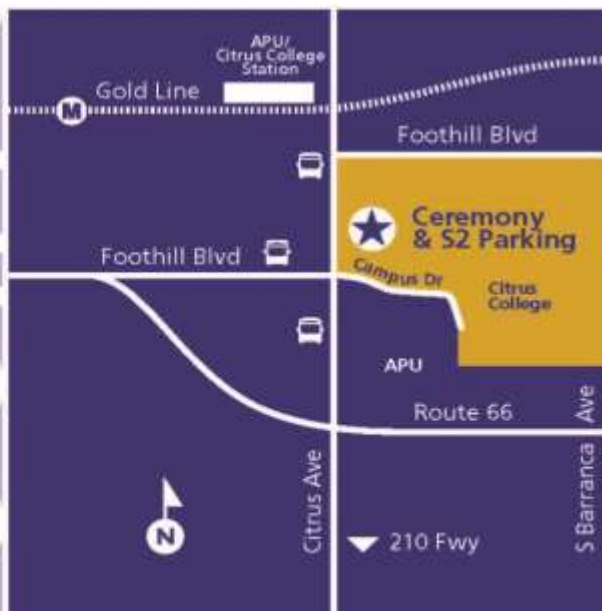 APU/
Citrus College
Station
Gold Line
M
Foothill Blvd
Ceremony
& S2 Parking
Foothill Blvd
Campus Dr
Citrus
College
APU
Route 66
Citrus Ave
S Barranca Ave
N
210 Fwy